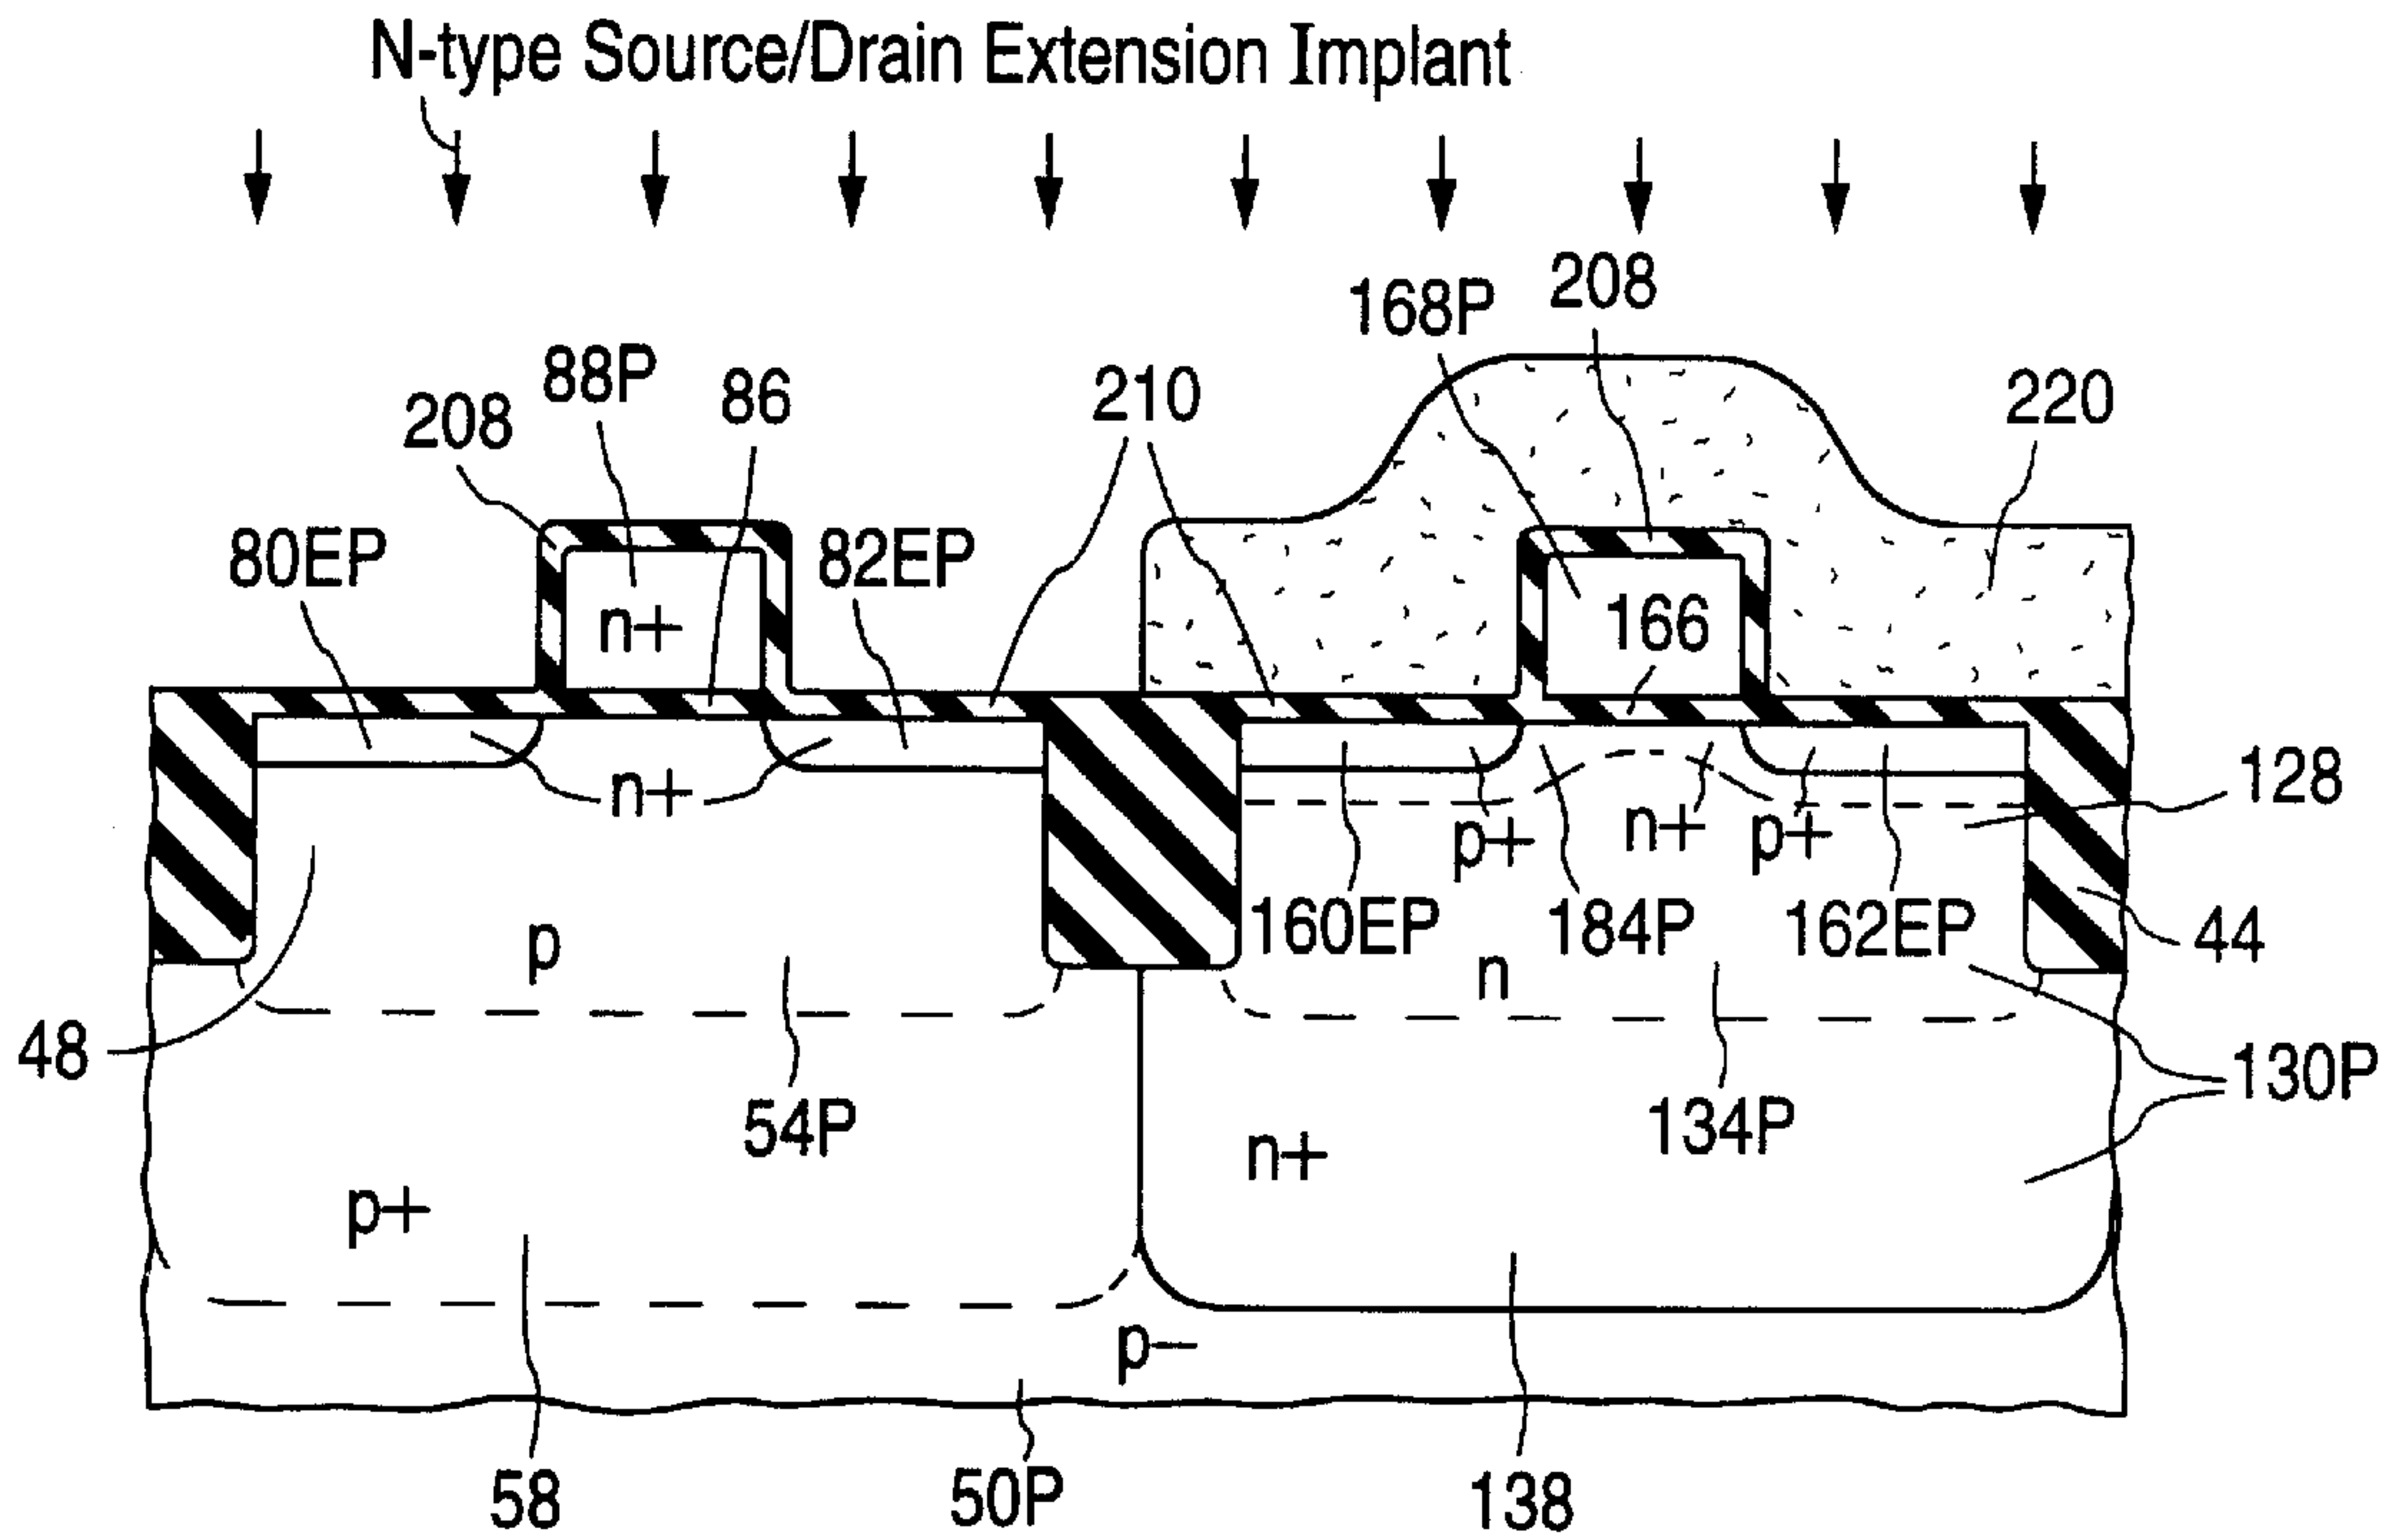 N-type Source/Drain Extension Implant
168P 208
88P 86 210 220
208
80EP 82EP
n+ 166
n+ 128
p+ n+ p+
160EP 184P 162EP 44
p n
48 130P
54P 134P
n+
p+
p−
58 50P 138